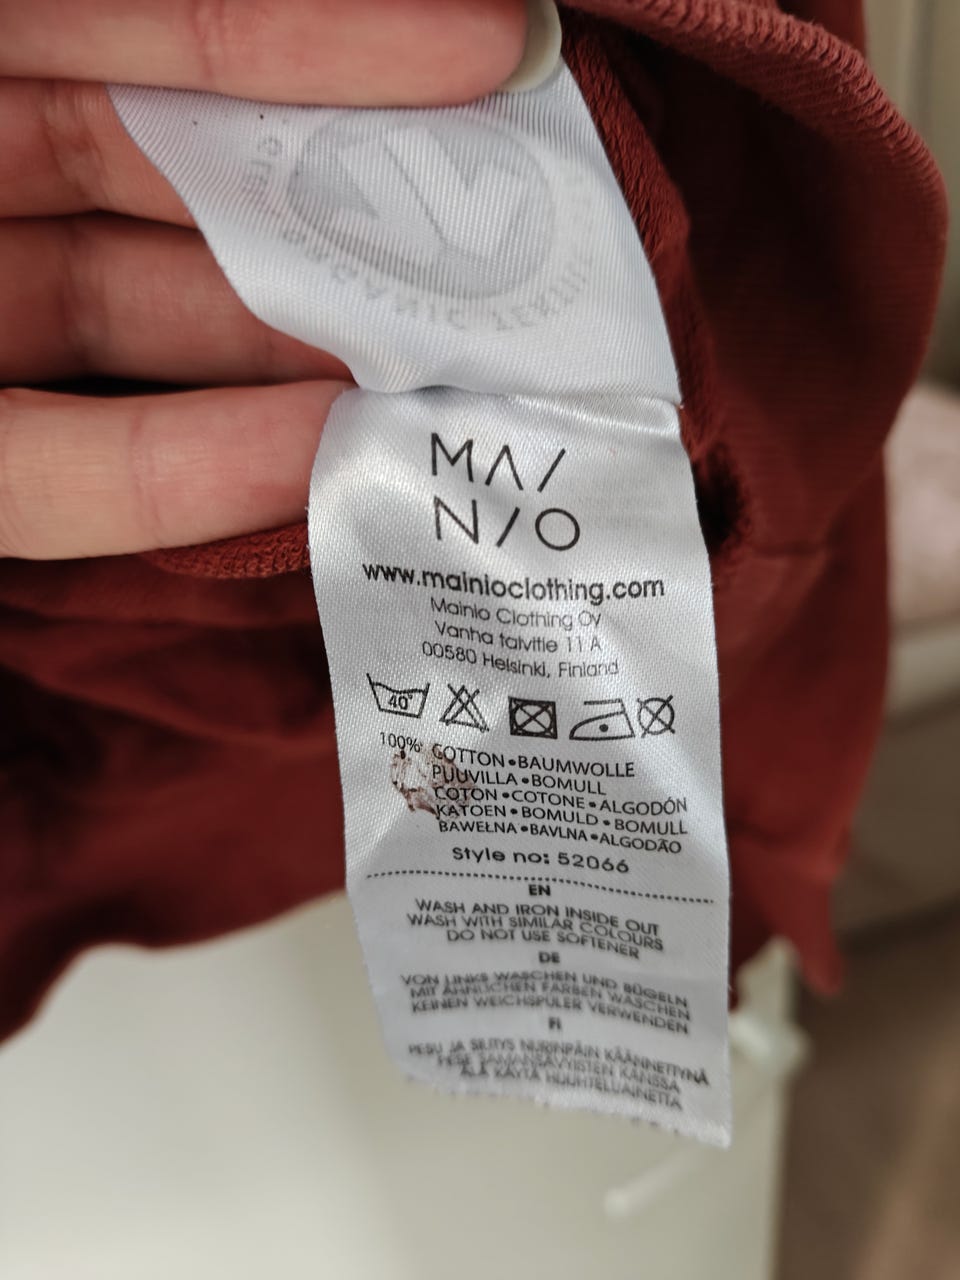 MAI
NIO
www.mainioclothing.com
Mainio Clothing Oy
Vanha talvitie 11 A
00580 Helsinki, Finland
40°
100% COTTON•BAUMWOLLE
PUUVILLA•BOMULL
COTON•COTONE•ALGODÓN
KATOEN•BOMULD•BOMULL
BAWEŁNA•BAVLNA•ALGODÃO
Style no: 52066
EN
WASH AND IRON INSIDE OUT
WASH WITH SIMILAR COLOURS
DO NOT USE SOFTENER
DE
VON LINKS WASCHEN UND BÜGELN
MIT ÄHNLICHEN FARBEN WASCHEN
KEINEN WEICHSPÜLER VERWENDEN
FI
PESU JA SILITYS NURINPÄIN KÄÄNNETTYNÄ
PESE SAMANSÄVYISTEN KANSSA
ÄLÄ KÄYTÄ HUUHTELUAINETTA